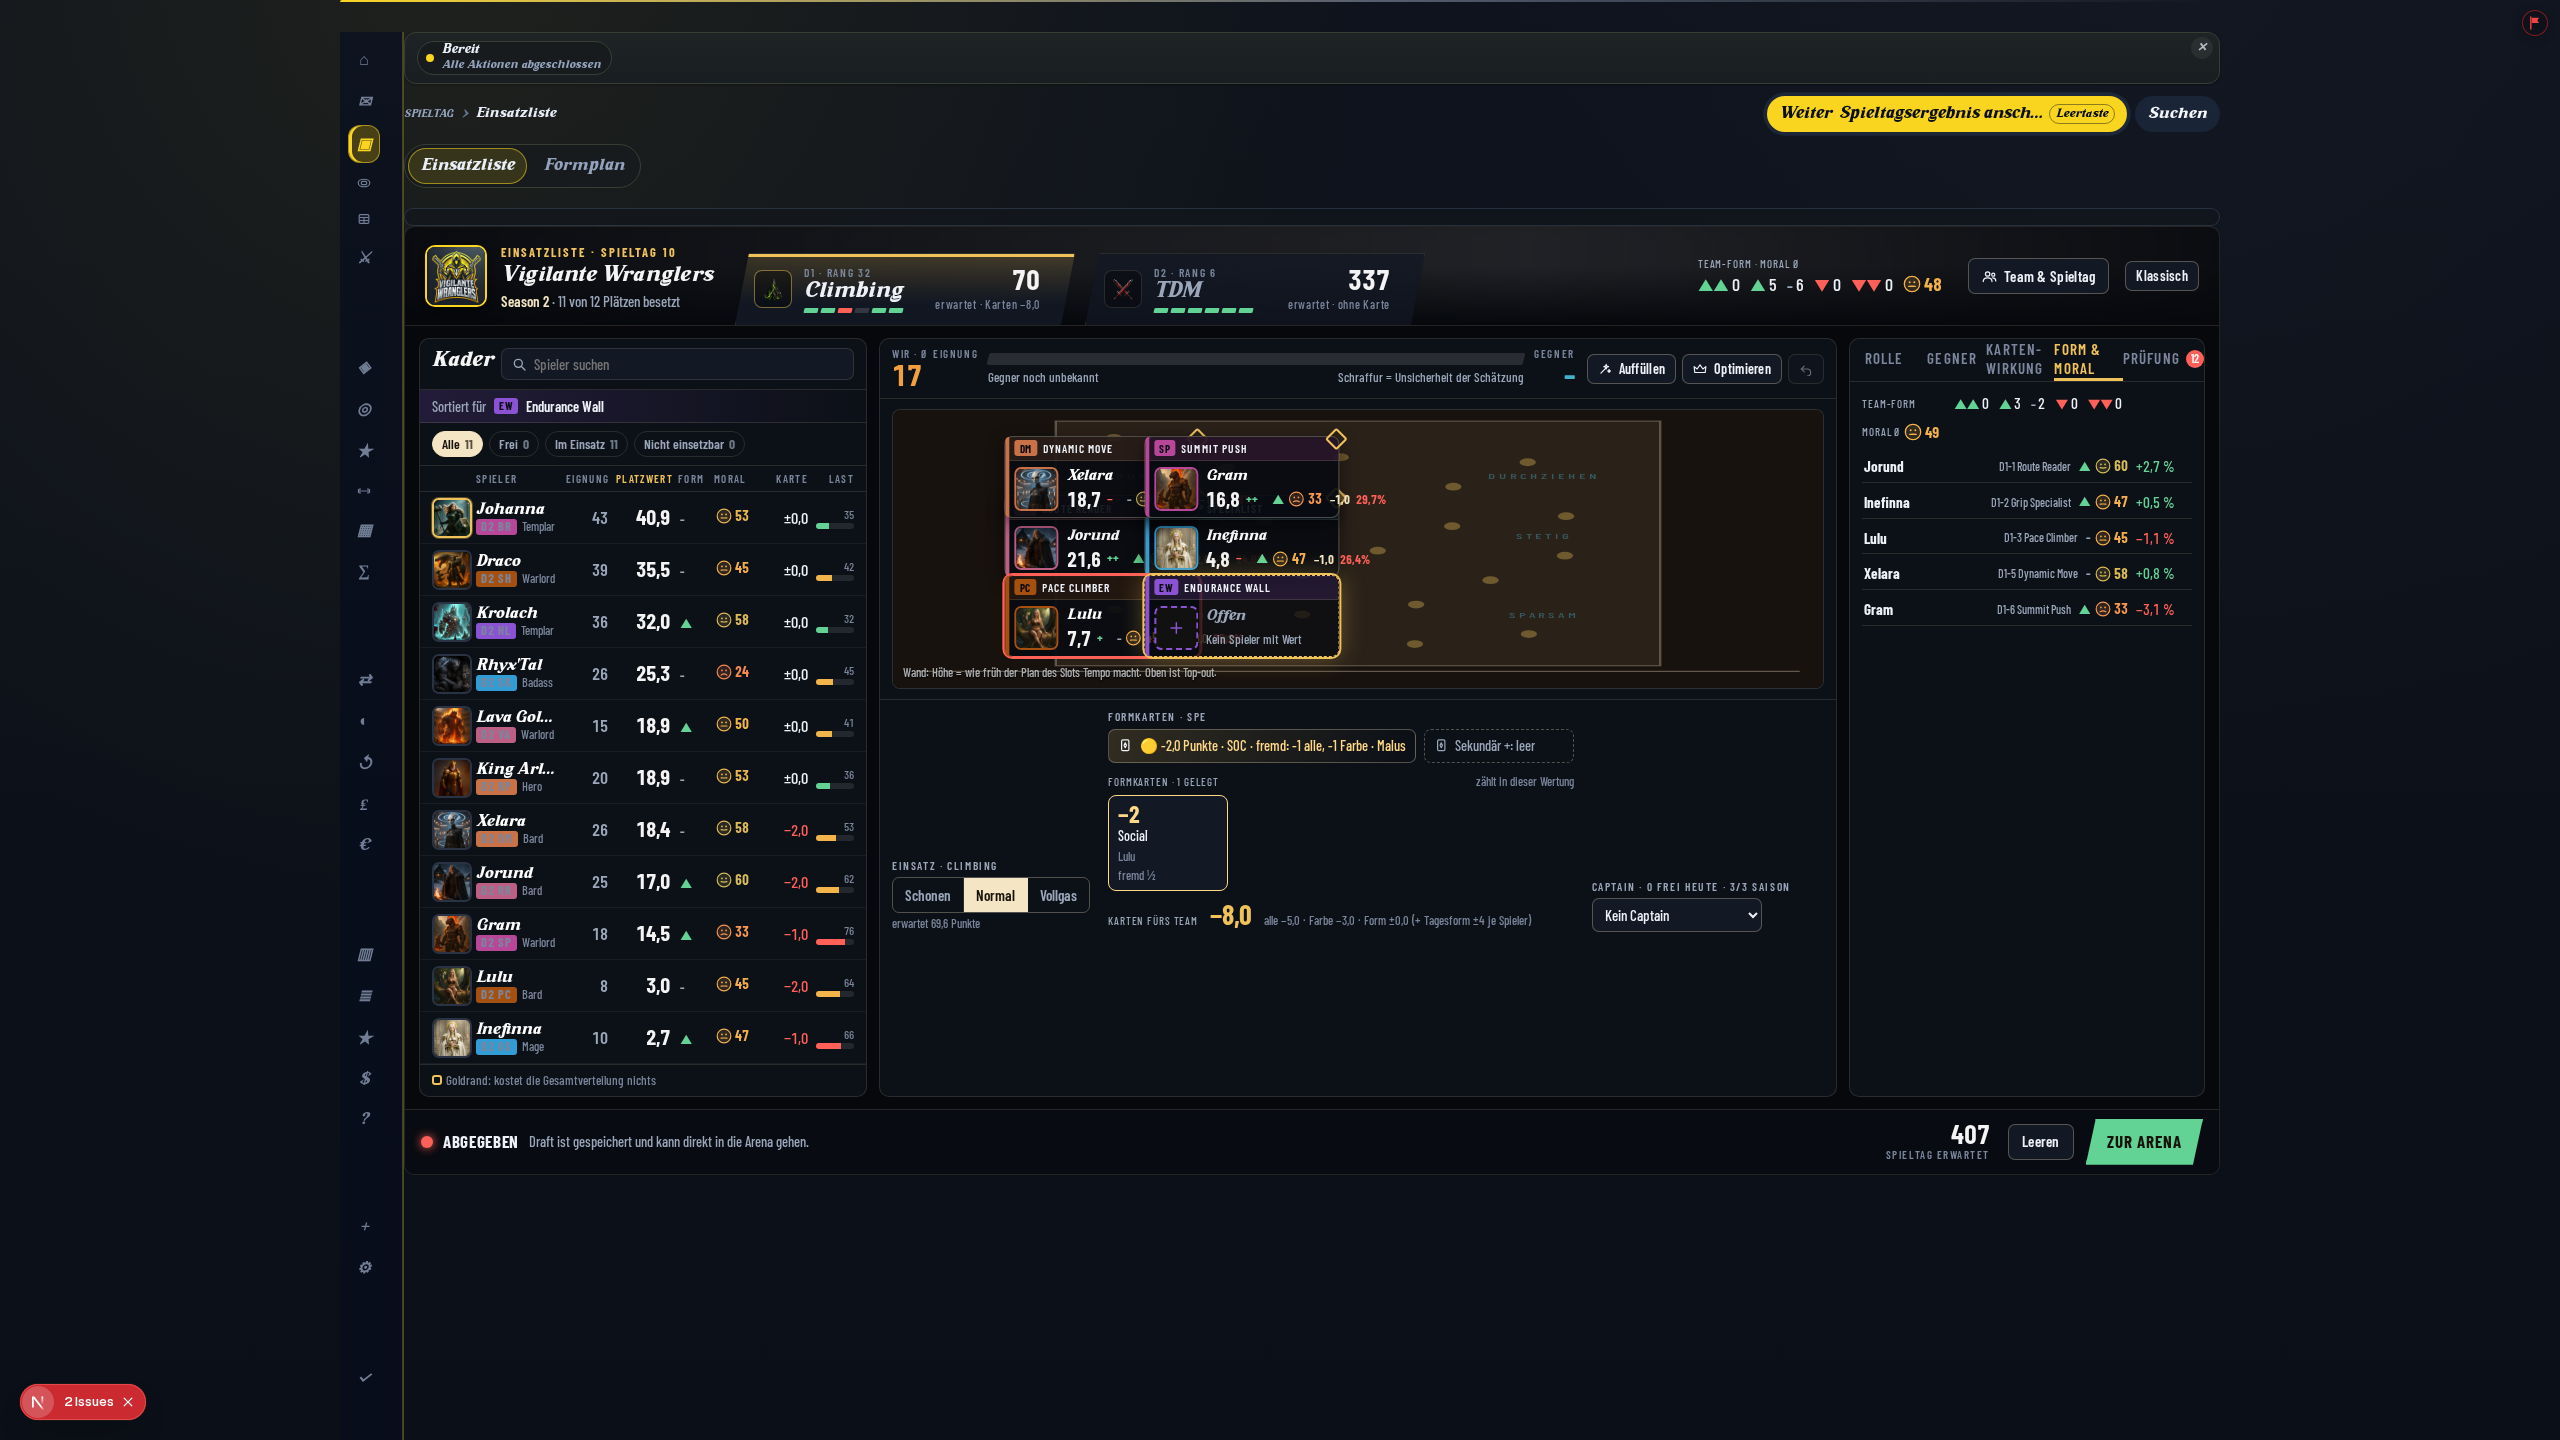 Bereit
Alle Aktionen abgeschlossen
SPIELTAG > Einsatzliste
Weiter Spieltagsergebnis ansch... Leertaste
Suchen
Einsatzliste Formplan
EINSATZLISTE · SPIELTAG 10
Vigilante Wranglers
Season 2 · 11 von 12 Plätzen besetzt
D1 · RANG 32
Climbing
70
erwartet · Karten −8,0
D2 · RANG 6
TDM
337
erwartet · ohne Karte
TEAM-FORM · MORAL Ø
▲▲ 0 ▲ 5 – 6 ▼ 0 ▼▼ 0 48
Team & Spieltag
Klassisch
Kader
Spieler suchen
Sortiert für EW Endurance Wall
Alle 11 Frei 0 Im Einsatz 11 Nicht einsetzbar 0
SPIELER EIGNUNG PLATZWERT FORM MORAL KARTE LAST
Johanna 43 40,9 - 53 ±0,0 35
D2 BR Templar
Draco 39 35,5 - 45 ±0,0 42
D2 SH Warlord
Krolach 36 32,0 ▲ 58 ±0,0 32
Templar
Rhyx'Tal 26 25,3 - 24 ±0,0 45
Badass
Lava Gol... 15 18,9 ▲ 50 ±0,0 41
Warlord
King Arl... 20 18,9 - 53 ±0,0 36
Hero
Xelara 26 18,4 - 58 −2,0 53
Bard
Jorund 25 17,0 ▲ 60 −2,0 62
Bard
Gram 18 14,5 ▲ 33 −1,0 76
D2 SP Warlord
Lulu 8 3,0 - 45 −2,0 64
D2 PC Bard
Inefinna 10 2,7 ▲ 47 −1,0 66
Mage
Goldrand: kostet die Gesamtverteilung nichts
WIR · Ø EIGNUNG
17
Gegner noch unbekannt
Schraffur = Unsicherheit der Schätzung
GEGNER
–
Auffüllen
Optimieren
DM DYNAMIC MOVE
Xelara
18,7 – -
SP SUMMIT PUSH
Gram
16,8 ++ ▲ 33 −1,0 29,7%
Jorund
21,6 ++ ▲
Inefinna
4,8 – ▲ 47 −1,0 26,4%
PC PACE CLIMBER
Lulu
7,7 + -
EW ENDURANCE WALL
Offen
Kein Spieler mit Wert
DURCHZIEHEN
STETIG
SPARSAM
Wand: Höhe = wie früh der Plan des Slots Tempo macht. Oben ist Top-out.
FORMKARTEN · SPE
-2,0 Punkte · SOC · fremd: -1 alle, -1 Farbe · Malus
Sekundär +: leer
FORMKARTEN · 1 GELEGT
zählt in dieser Wertung
−2
Social
Lulu
fremd ½
EINSATZ · CLIMBING
Schonen Normal Vollgas
erwartet 69,6 Punkte
KARTEN FÜRS TEAM −8,0 alle −5,0 · Farbe −3,0 · Form ±0,0 (+ Tagesform ±4 je Spieler)
CAPTAIN · 0 FREI HEUTE · 3/3 SAISON
Kein Captain
ROLLE GEGNER KARTEN-WIRKUNG FORM & MORAL PRÜFUNG 12
TEAM-FORM ▲▲ 0 ▲ 3 – 2 ▼ 0 ▼▼ 0
MORAL Ø 49
Jorund D1-1 Route Reader ▲ 60 +2,7 %
Inefinna D1-2 Grip Specialist ▲ 47 +0,5 %
Lulu D1-3 Pace Climber - 45 −1,1 %
Xelara D1-5 Dynamic Move - 58 +0,8 %
Gram D1-6 Summit Push ▲ 33 −3,1 %
ABGEGEBEN Draft ist gespeichert und kann direkt in die Arena gehen.
407
SPIELTAG ERWARTET
Leeren
ZUR ARENA
2 Issues